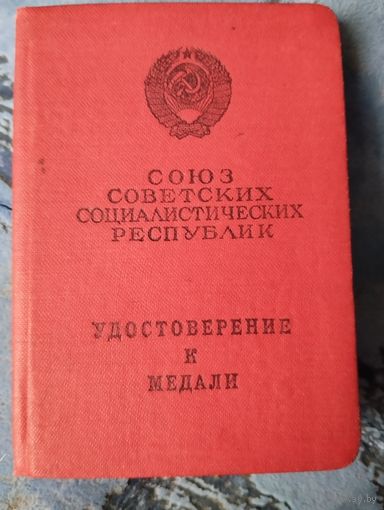 СОЮЗ
СОВЕТСКИХ
СОЦИАЛИСТИЧЕСКИХ
РЕСПУБЛИК
УДОСТОВЕРЕНИЕ
К
МЕДАЛИ